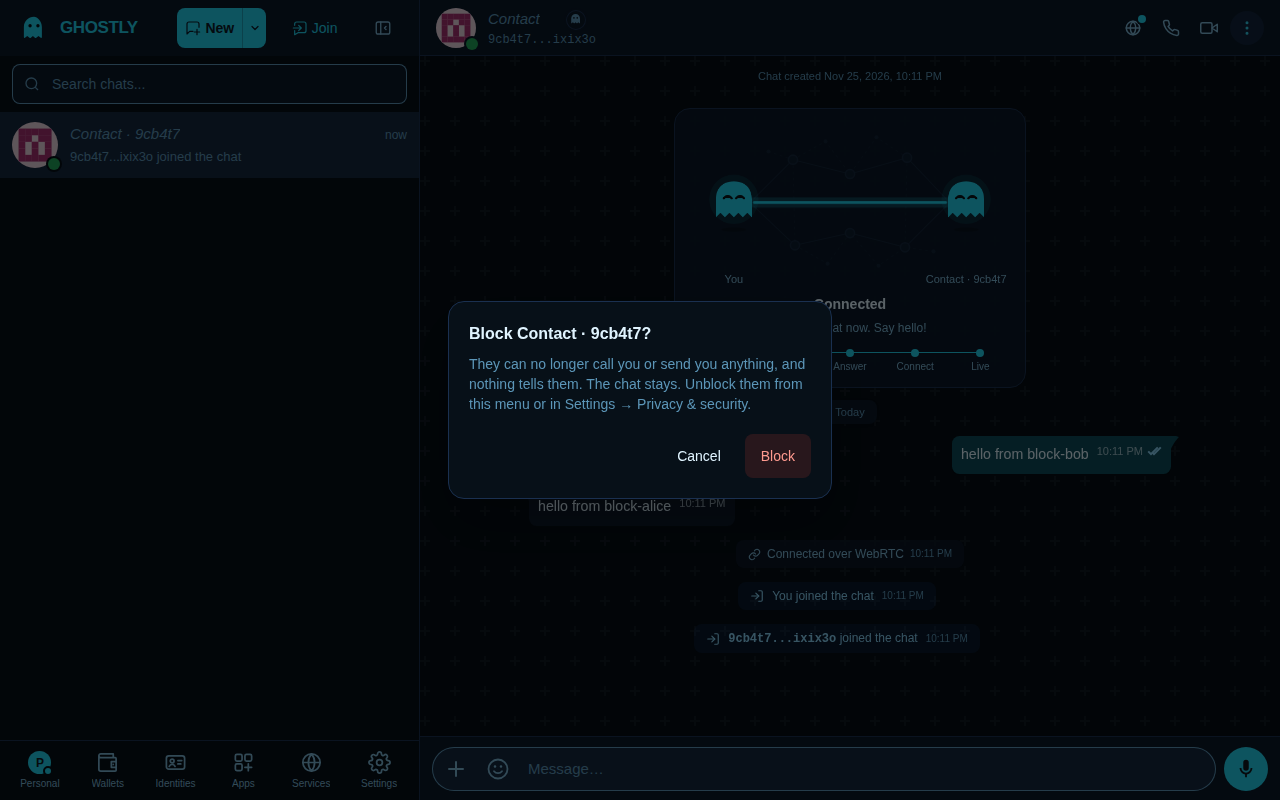 GHOSTLY
New
Join
Search chats...
Contact · 9cb4t7
now
9cb4t7...ixix3o joined the chat
Personal
Wallets
Identities
Apps
Services
Settings
Contact
9cb4t7...ixix3o
Chat created Nov 25, 2026, 10:11 PM
You
Contact · 9cb4t7
Connected
at now. Say hello!
Answer
Connect
Live
Today
hello from block-bob 10:11 PM
hello from block-alice 10:11 PM
Connected over WebRTC 10:11 PM
You joined the chat 10:11 PM
9cb4t7...ixix3o joined the chat 10:11 PM
Message...
Block Contact · 9cb4t7?
They can no longer call you or send you anything, and
nothing tells them. The chat stays. Unblock them from
this menu or in Settings → Privacy & security.
Cancel
Block